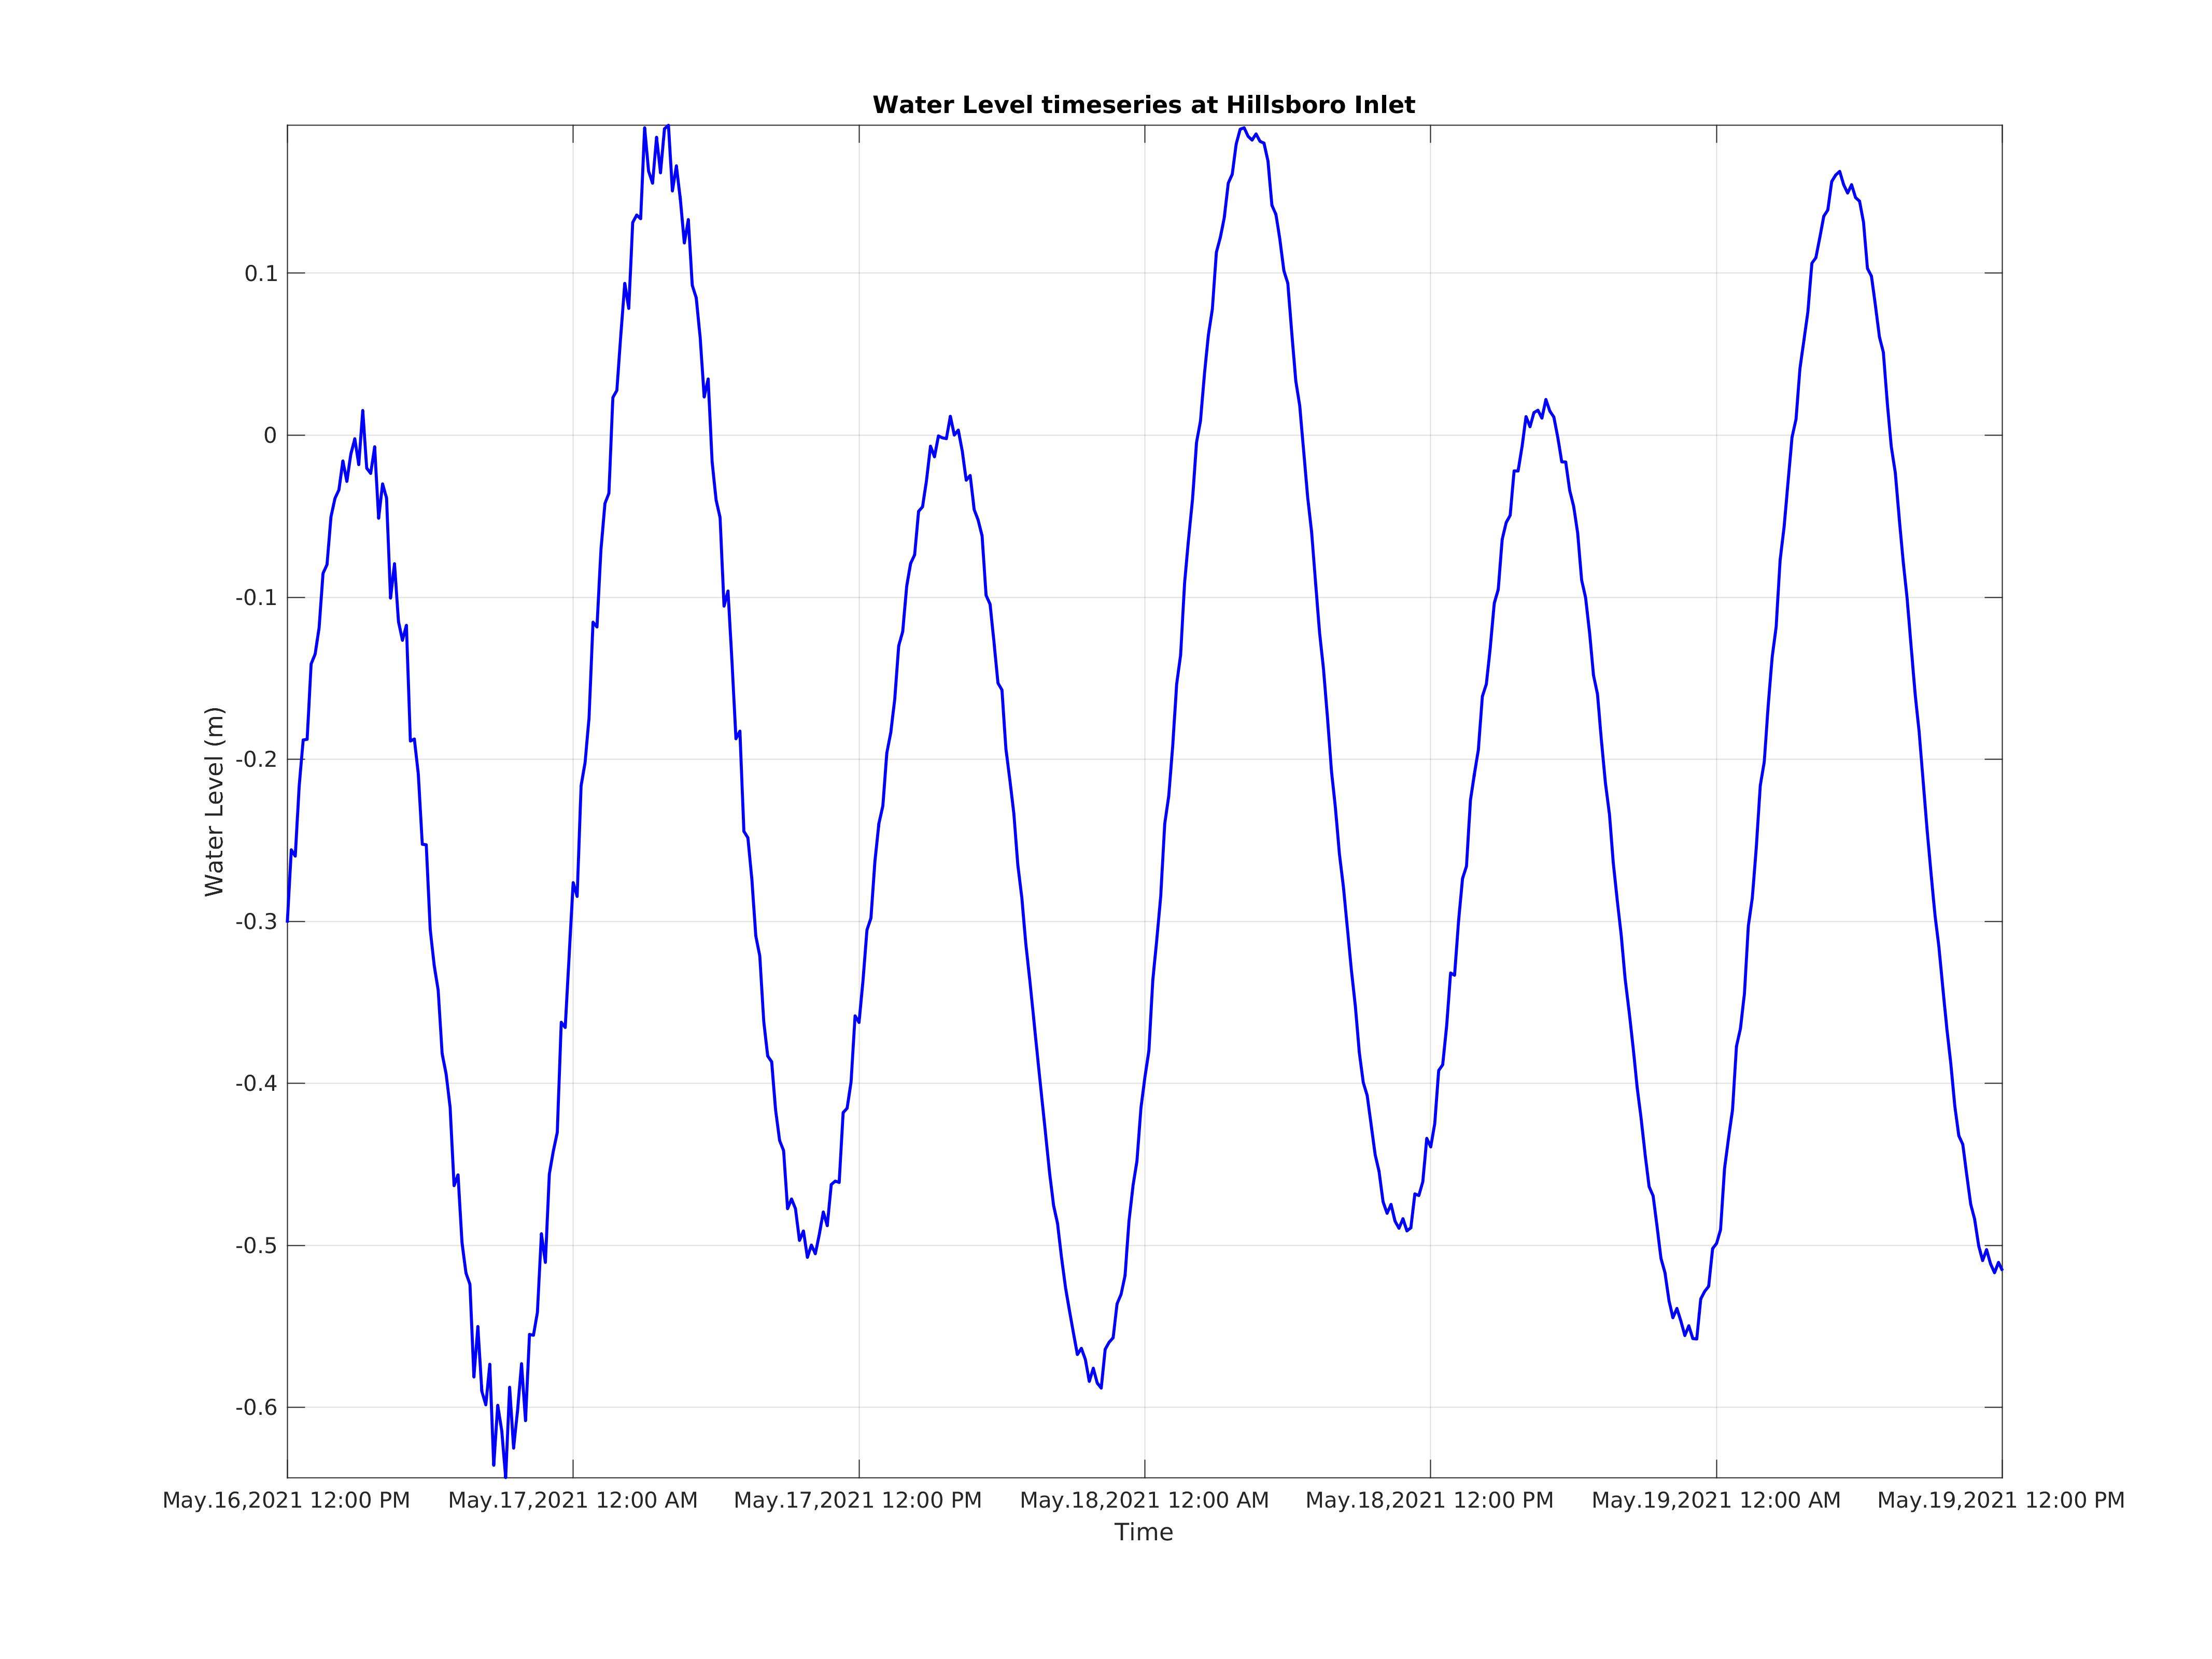 Water Level timeseries at Hillsboro Inlet
0.1
0
-0.1
-0.2
-0.3
-0.4
-0.5
-0.6
Water Level (m)
May.16,2021 12:00 PM May.17,2021 12:00 AM May.17,2021 12:00 PM May.18,2021 12:00 AM May.18,2021 12:00 PM May.19,2021 12:00 AM May.19,2021 12:00 PM
Time